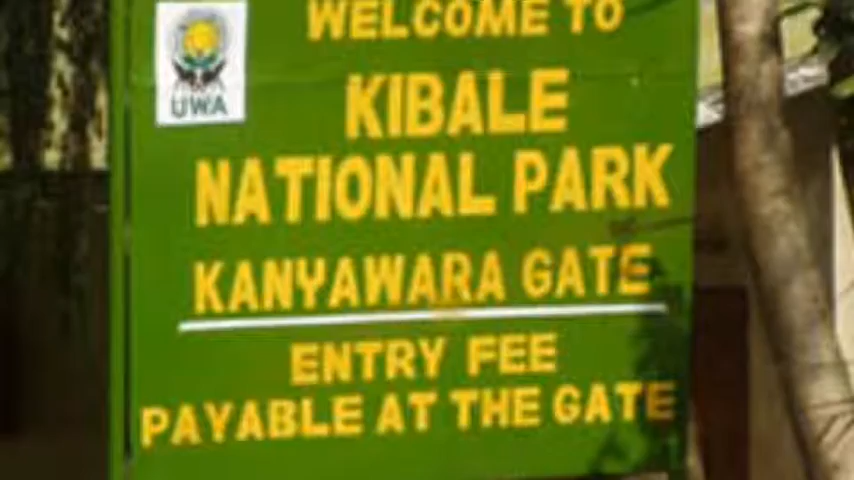 WELCOME TO
UWA
KIBALE
NATIONAL PARK
KANYAWARA GATE
ENTRY FEE
PAYABLE AT THE GATE